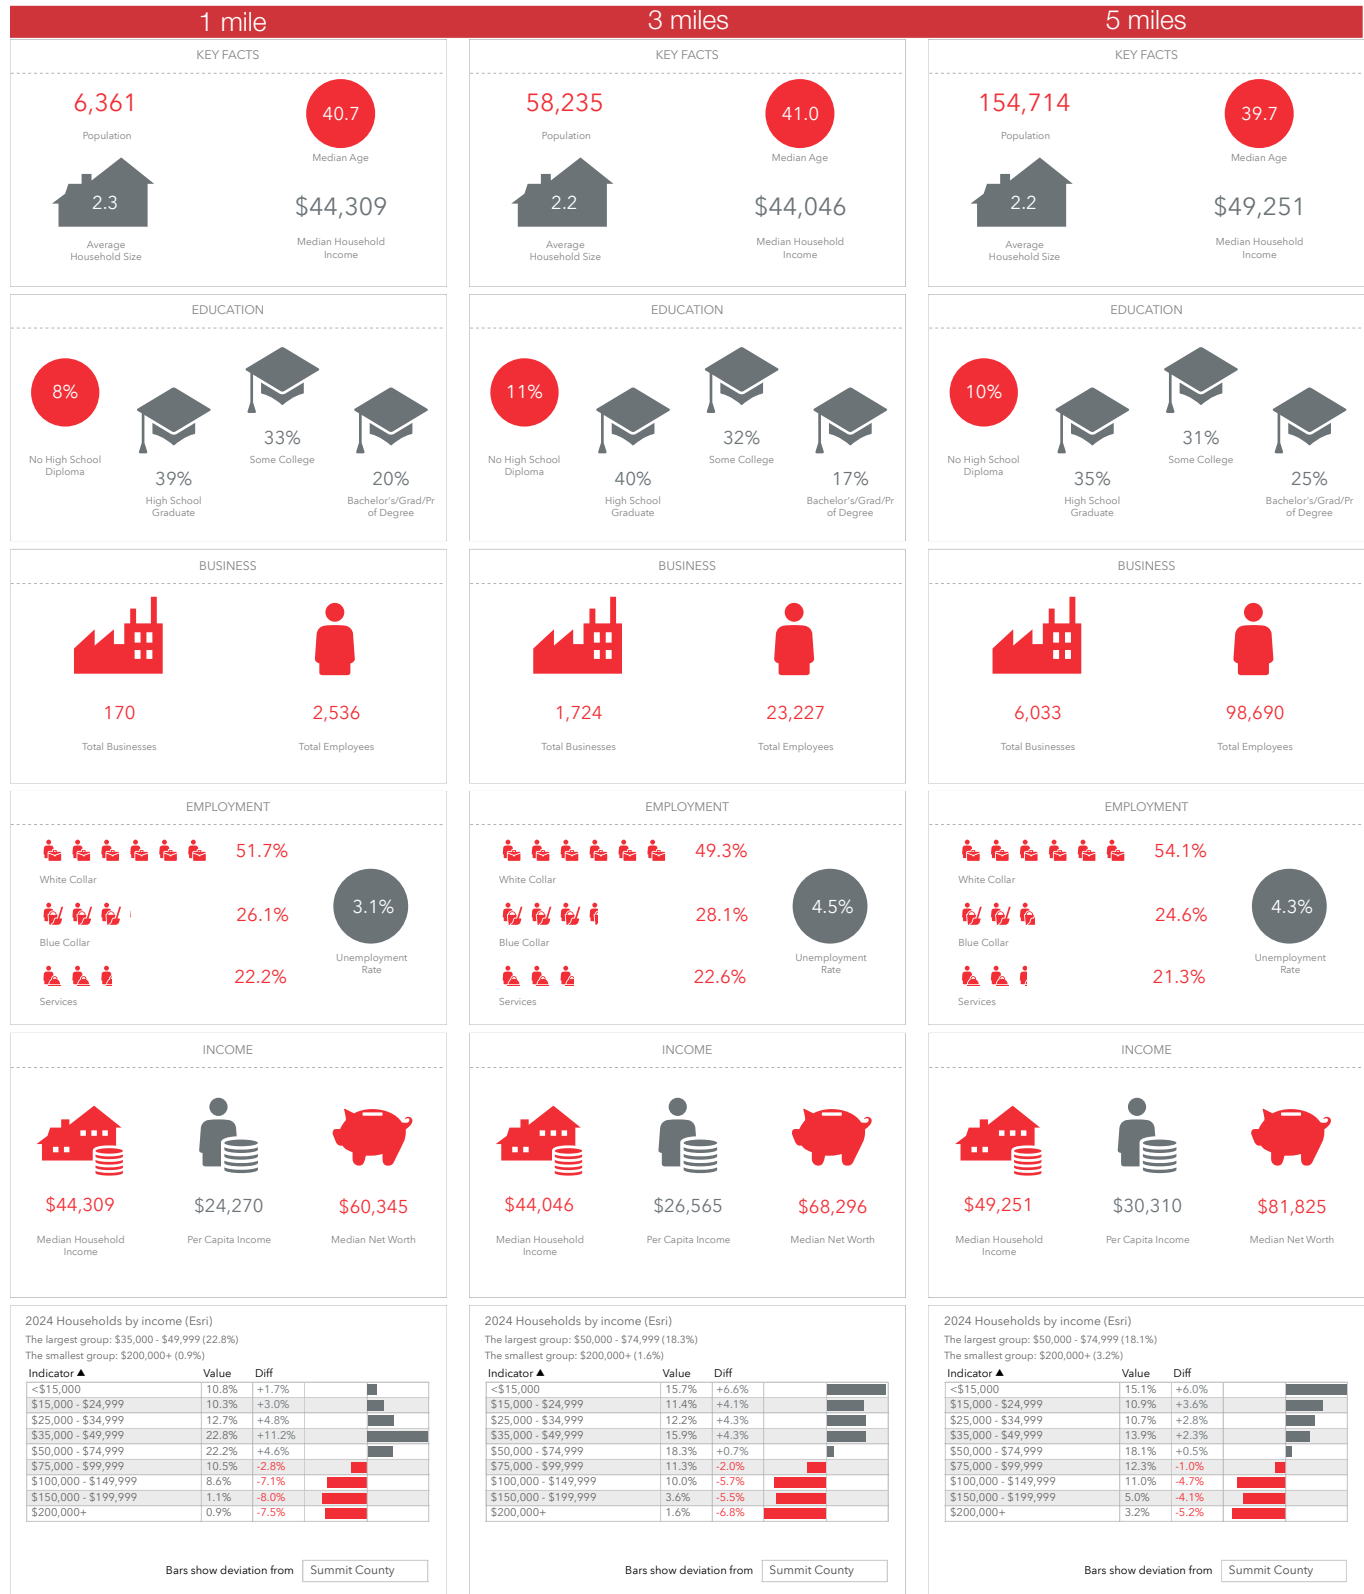 1 mile
3 miles
5 miles
KEY FACTS
6,361
Population
40.7
Median Age
2.3
Average
Household Size
$44,309
Median Household
Income
KEY FACTS
58,235
Population
41.0
Median Age
2.2
Average
Household Size
$44,046
Median Household
Income
KEY FACTS
154,714
Population
39.7
Median Age
2.2
Average
Household Size
$49,251
Median Household
Income
EDUCATION
8%
No High School
Diploma
39%
High School
Graduate
33%
Some College
20%
Bachelor's/Grad/Pr
of Degree
EDUCATION
11%
No High School
Diploma
40%
High School
Graduate
32%
Some College
17%
Bachelor's/Grad/Pr
of Degree
EDUCATION
10%
No High School
Diploma
35%
High School
Graduate
31%
Some College
25%
Bachelor's/Grad/Pr
of Degree
BUSINESS
170
Total Businesses
2,536
Total Employees
BUSINESS
1,724
Total Businesses
23,227
Total Employees
BUSINESS
6,033
Total Businesses
98,690
Total Employees
EMPLOYMENT
51.7%
White Collar
26.1%
Blue Collar
22.2%
Services
3.1%
Unemployment
Rate
EMPLOYMENT
49.3%
White Collar
28.1%
Blue Collar
22.6%
Services
4.5%
Unemployment
Rate
EMPLOYMENT
54.1%
White Collar
24.6%
Blue Collar
21.3%
Services
4.3%
Unemployment
Rate
INCOME
$44,309
Median Household
Income
$24,270
Per Capita Income
$60,345
Median Net Worth
INCOME
$44,046
Median Household
Income
$26,565
Per Capita Income
$68,296
Median Net Worth
INCOME
$49,251
Median Household
Income
$30,310
Per Capita Income
$81,825
Median Net Worth
2024 Households by income (Esri)
The largest group: $35,000 - $49,999 (22.8%)
The smallest group: $200,000+ (0.9%)
Indicator ▲ Value Diff
<$15,000 10.8% +1.7%
$15,000 - $24,999 10.3% +3.0%
$25,000 - $34,999 12.7% +4.8%
$35,000 - $49,999 22.8% +11.2%
$50,000 - $74,999 22.2% +4.6%
$75,000 - $99,999 10.5% -2.8%
$100,000 - $149,999 8.6% -7.1%
$150,000 - $199,999 1.1% -8.0%
$200,000+ 0.9% -7.5%
Bars show deviation from Summit County
2024 Households by income (Esri)
The largest group: $50,000 - $74,999 (18.3%)
The smallest group: $200,000+ (1.6%)
Indicator ▲ Value Diff
<$15,000 15.7% +6.6%
$15,000 - $24,999 11.4% +4.1%
$25,000 - $34,999 12.2% +4.3%
$35,000 - $49,999 15.9% +4.3%
$50,000 - $74,999 18.3% +0.7%
$75,000 - $99,999 11.3% -2.0%
$100,000 - $149,999 10.0% -5.7%
$150,000 - $199,999 3.6% -5.5%
$200,000+ 1.6% -6.8%
Bars show deviation from Summit County
2024 Households by income (Esri)
The largest group: $50,000 - $74,999 (18.1%)
The smallest group: $200,000+ (3.2%)
Indicator ▲ Value Diff
<$15,000 15.1% +6.0%
$15,000 - $24,999 10.9% +3.6%
$25,000 - $34,999 10.7% +2.8%
$35,000 - $49,999 13.9% +2.3%
$50,000 - $74,999 18.1% +0.5%
$75,000 - $99,999 12.3% -1.0%
$100,000 - $149,999 11.0% -4.7%
$150,000 - $199,999 5.0% -4.1%
$200,000+ 3.2% -5.2%
Bars show deviation from Summit County